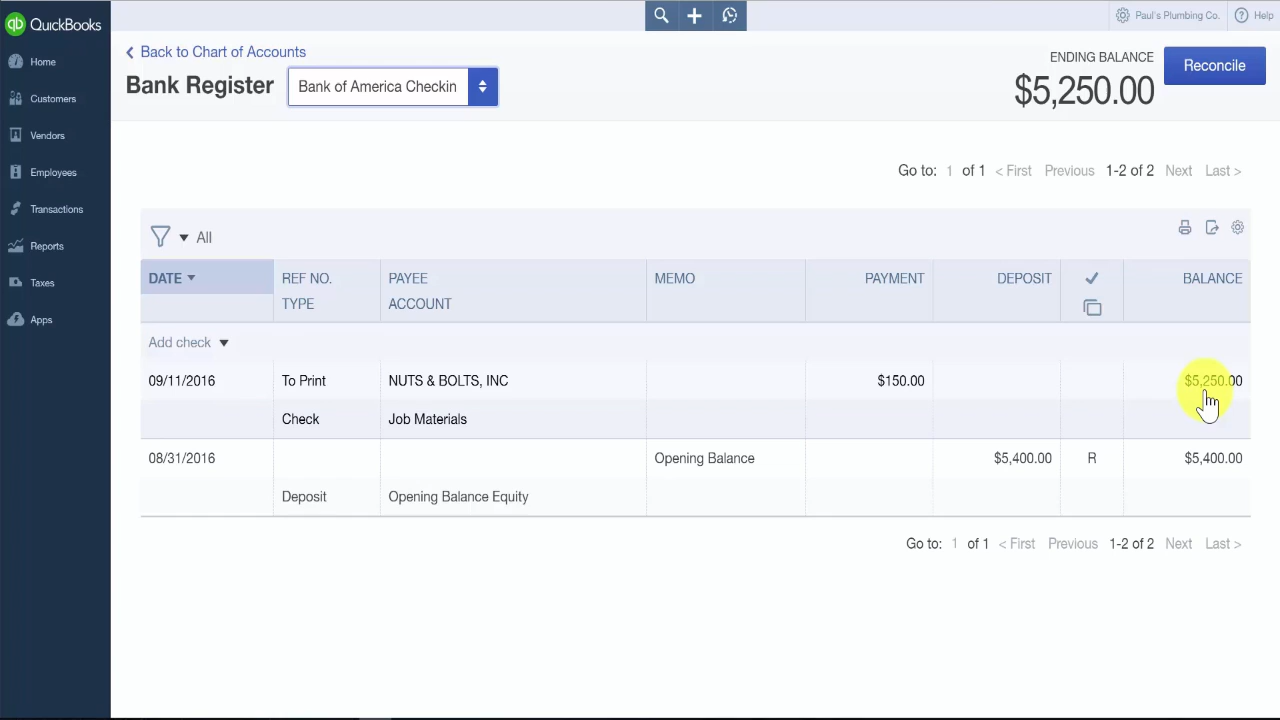 qb QuickBooks
Paul's Plumbing Co.
Help
Home
Customers
Vendors
Employees
Transactions
Reports
Taxes
Apps
Back to Chart of Accounts
Bank Register
Bank of America Checkin
ENDING BALANCE
$5,250.00
Reconcile
Go to: 1 of 1 < First Previous 1-2 of 2 Next Last >
All
DATE REF NO. PAYEE MEMO PAYMENT DEPOSIT BALANCE
TYPE ACCOUNT
Add check
09/11/2016 To Print NUTS & BOLTS, INC $150.00 $5,250.00
Check Job Materials
08/31/2016 Opening Balance $5,400.00 R $5,400.00
Deposit Opening Balance Equity
Go to: 1 of 1 < First Previous 1-2 of 2 Next Last >